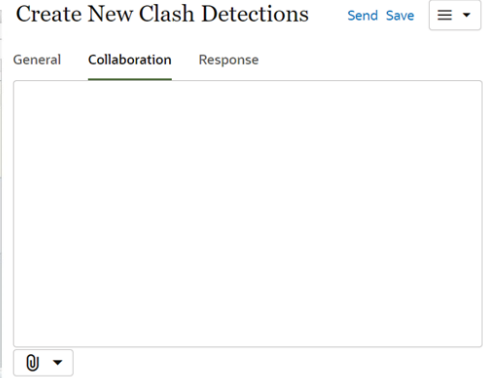 Create New Clash Detections
Send Save
General Collaboration Response